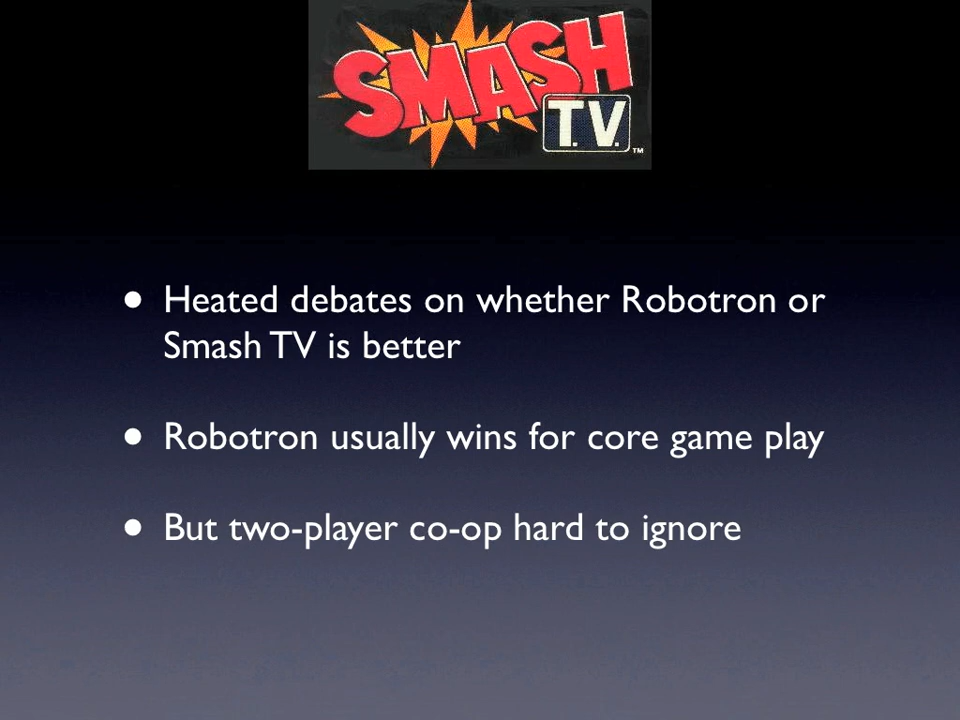 SMASH
T.V.
™
• Heated debates on whether Robotron or
Smash TV is better
• Robotron usually wins for core game play
• But two-player co-op hard to ignore